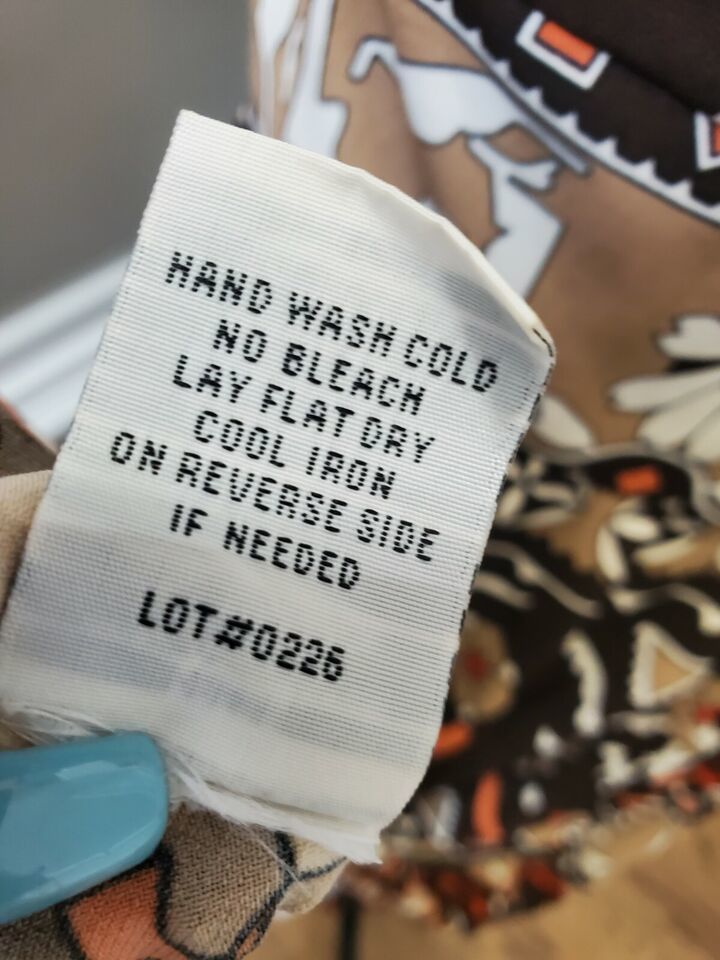 HAND WASH COLD
NO BLEACH
LAY FLAT DRY
COOL IRON
ON REVERSE SIDE
IF NEEDED
LOT#0226